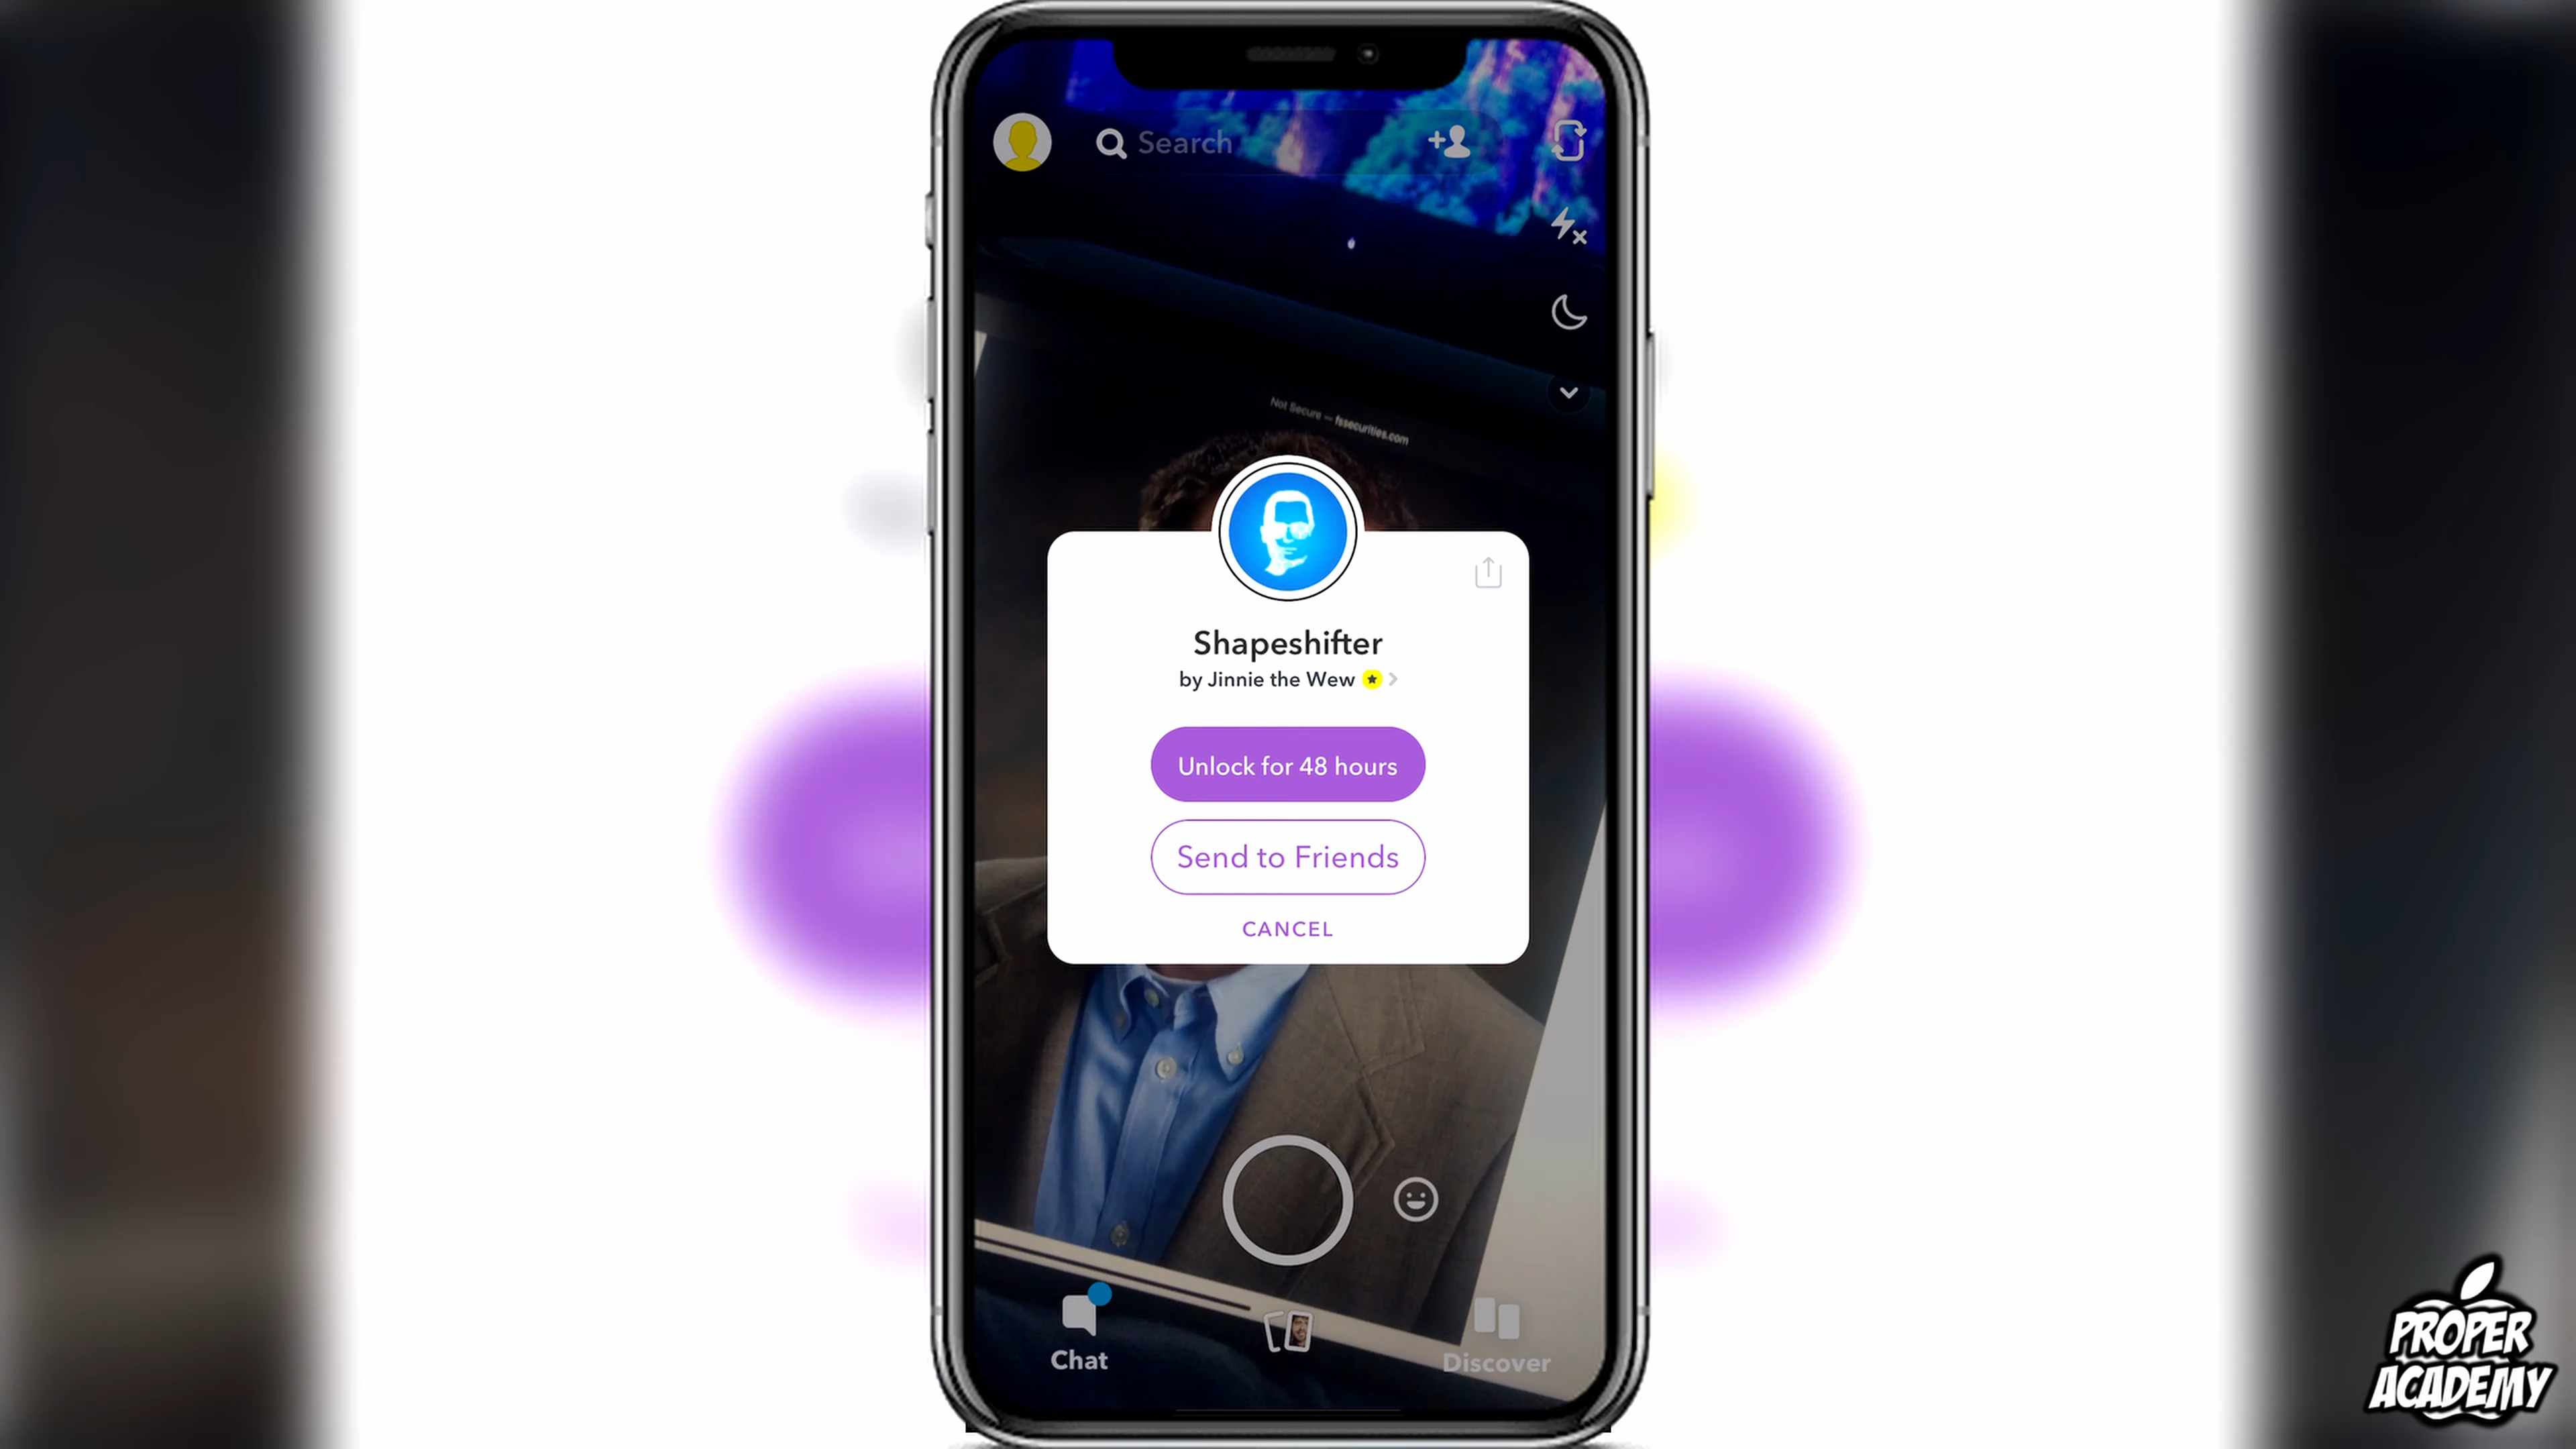 Search
Not Secure — fssecurities.com
Shapeshifter
by Jinnie the Wew
Unlock for 48 hours
Send to Friends
CANCEL
Chat
Discover
PROPER
ACADEMY